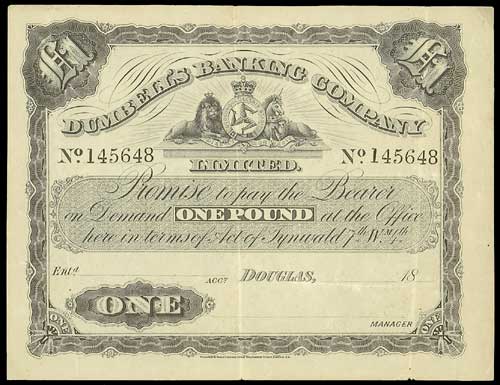 £1 £1
DUMBELL'S BANKING COMPANY
Nº. 145648 Nº. 145648
LIMITED.
Promise to pay the Bearer
on Demand ONE POUND at the Office
here in terms of Act of Tynwald 7th Wm. 4th
Entd. ACCT DOUGLAS, 18
ONE
MANAGER
ONE ONE